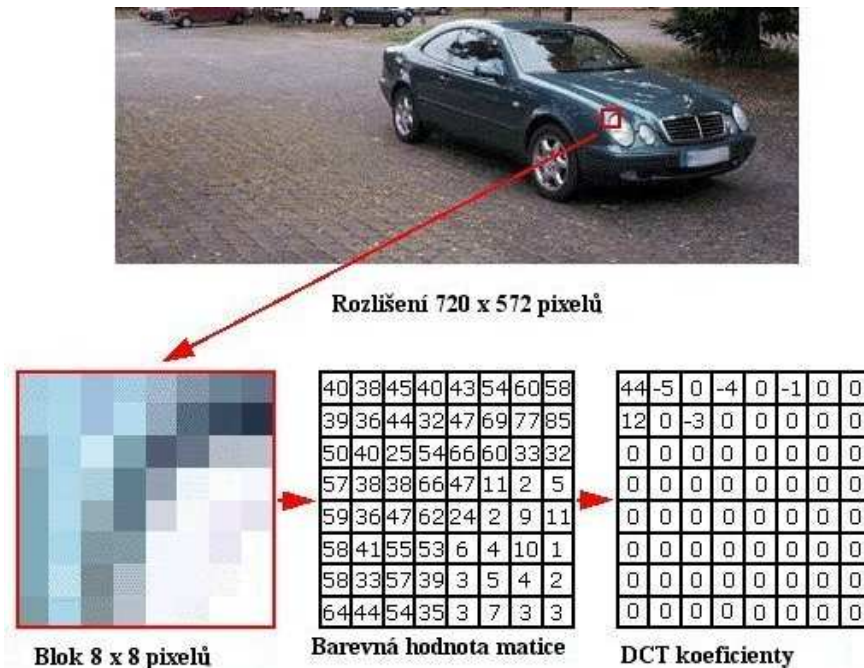 Rozlišení 720 x 572 pixelů
40 38 45 40 43 54 60 58
39 36 44 32 47 69 77 85
50 40 25 54 66 60 33 32
57 38 38 66 47 11 2 5
59 36 47 62 24 2 9 11
58 41 55 53 6 4 10 1
58 33 57 39 3 5 4 2
64 44 54 35 3 7 3 3
44 -5 0 -4 0 -1 0 0
12 0 -3 0 0 0 0 0
0 0 0 0 0 0 0 0
0 0 0 0 0 0 0 0
0 0 0 0 0 0 0 0
0 0 0 0 0 0 0 0
0 0 0 0 0 0 0 0
0 0 0 0 0 0 0 0
Blok 8 x 8 pixelů
Barevná hodnota matice
DCT koeficienty